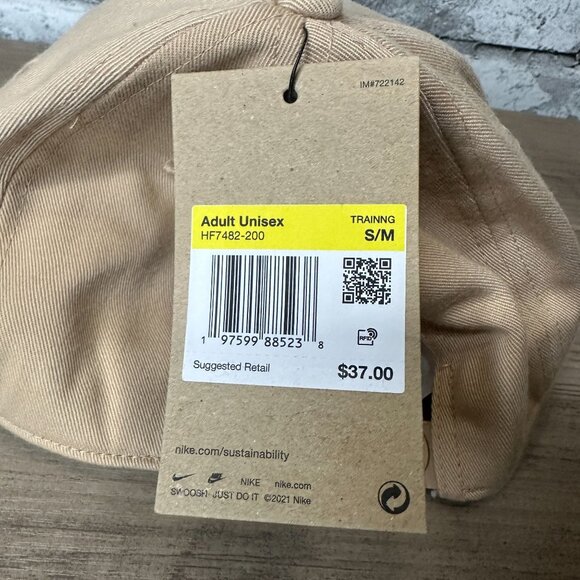 IM#722142
Adult Unisex TRAINNG
HF7482-200 S/M
1 97599 88523 8
RFID
Suggested Retail $37.00
nike.com/sustainability
NIKE nike.com
SWOOSH JUST DO IT ©2021 Nike